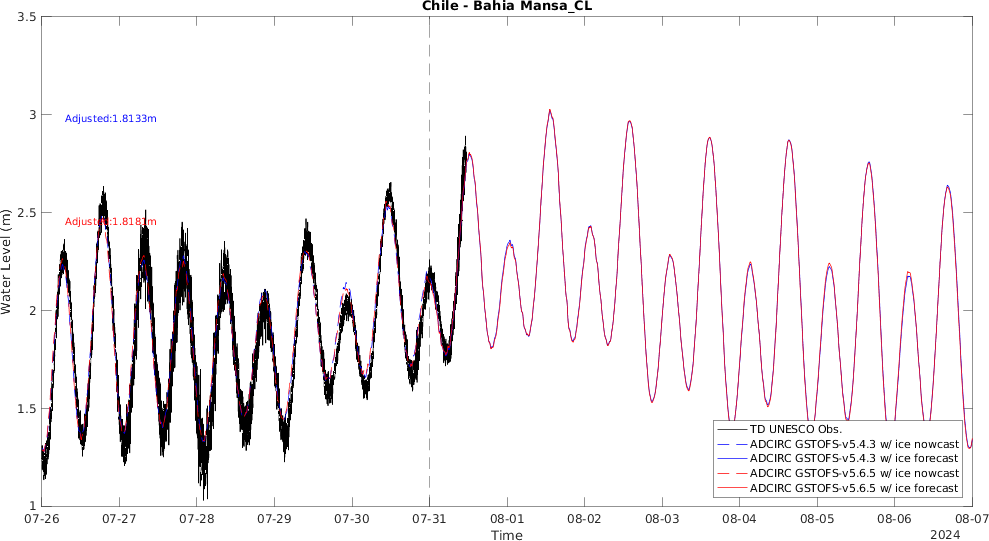 Chile - Bahia Mansa_CL
3.5
3
2.5
2
1.5
1
Water Level (m)
Adjusted:1.8133m
Adjusted:1.8181m
TD UNESCO Obs.
ADCIRC GSTOFS-v5.4.3 w/ ice nowcast
ADCIRC GSTOFS-v5.4.3 w/ ice forecast
ADCIRC GSTOFS-v5.6.5 w/ ice nowcast
ADCIRC GSTOFS-v5.6.5 w/ ice forecast
07-26 07-27 07-28 07-29 07-30 07-31 08-01 08-02 08-03 08-04 08-05 08-06 08-07
Time
2024